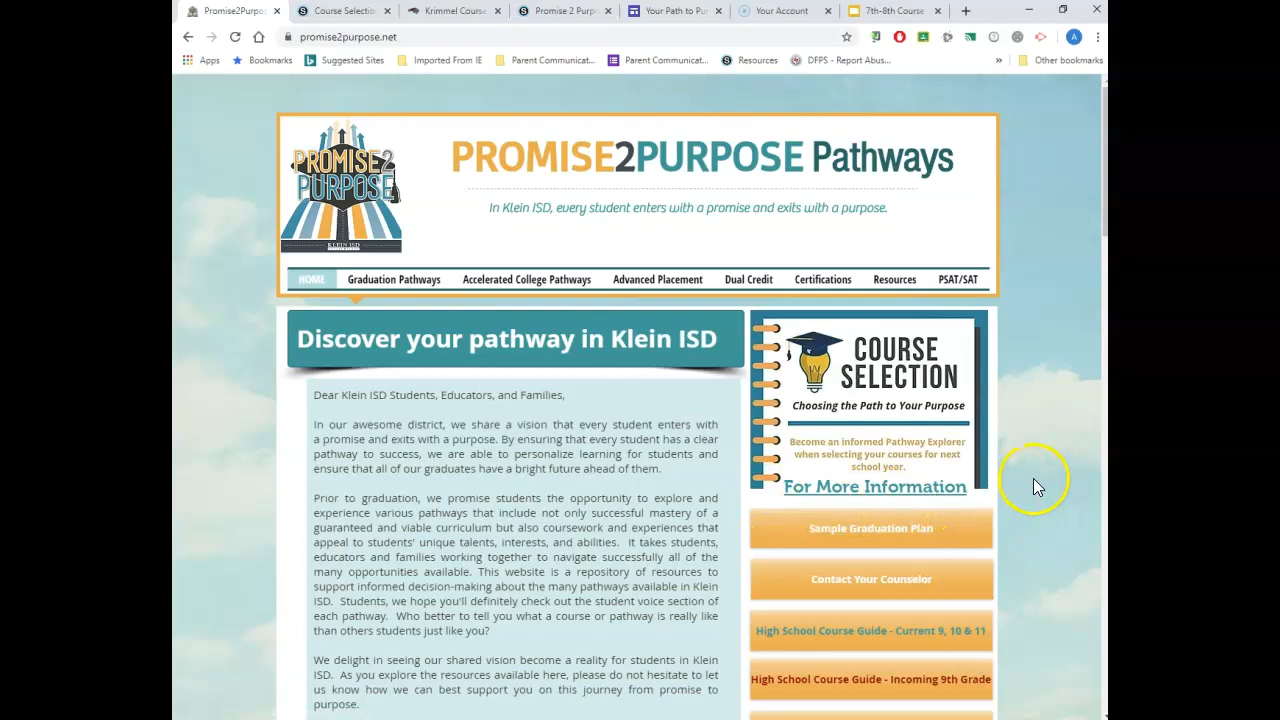 Promise2Purpos
Course Selectio
Krimmel Course
Promise 2 Purpo
Your Path to Pu
Your Account
7th-8th Course
promise2purpose.net
A
Apps
Bookmarks
Suggested Sites
Imported From IE
Parent Communicat...
Parent Communicat...
Resources
DFPS - Report Abus...
»
Other bookmarks
PROMISE2
PURPOSE
KLEIN ISD
PROMISE2PURPOSE Pathways
In Klein ISD, every student enters with a promise and exits with a purpose.
HOME
Graduation Pathways
Accelerated College Pathways
Advanced Placement
Dual Credit
Certifications
Resources
PSAT/SAT
Discover your pathway in Klein ISD
Dear Klein ISD Students, Educators, and Families,
In our awesome district, we share a vision that every student enters with
a promise and exits with a purpose. By ensuring that every student has a clear
pathway to success, we are able to personalize learning for students and
ensure that all of our graduates have a bright future ahead of them.
Prior to graduation, we promise students the opportunity to explore and
experience various pathways that include not only successful mastery of a
guaranteed and viable curriculum but also coursework and experiences that
appeal to students' unique talents, interests, and abilities. It takes students,
educators and families working together to navigate successfully all of the
many opportunities available. This website is a repository of resources to
support informed decision-making about the many pathways available in Klein
ISD. Students, we hope you'll definitely check out the student voice section of
each pathway. Who better to tell you what a course or pathway is really like
than others students just like you?
We delight in seeing our shared vision become a reality for students in Klein
ISD. As you explore the resources available here, please do not hesitate to let
us know how we can best support you on this journey from promise to
purpose.
COURSE
SELECTION
Choosing the Path to Your Purpose
Become an informed Pathway Explorer
when selecting your courses for next
school year.
For More Information
Sample Graduation Plan
Contact Your Counselor
High School Course Guide - Current 9, 10 & 11
High School Course Guide - Incoming 9th Grade